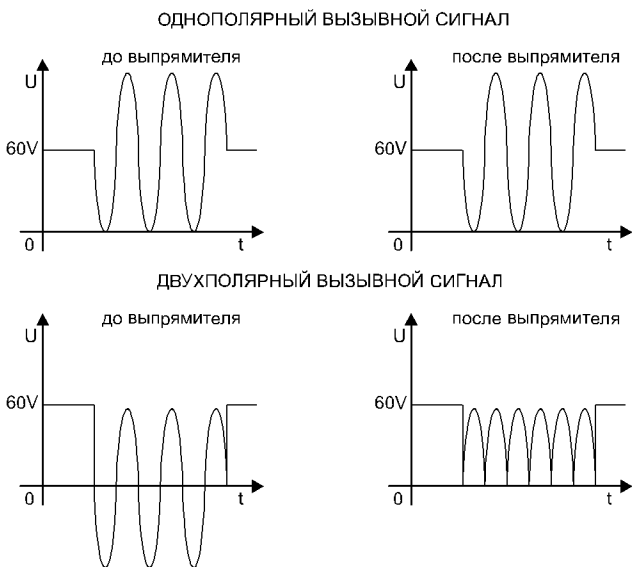 ОДНОПОЛЯРНЫЙ ВЫЗЫВНОЙ СИГНАЛ
до выпрямителя
после выпрямителя
U
U
60V
60V
0
t
0
t
ДВУХПОЛЯРНЫЙ ВЫЗЫВНОЙ СИГНАЛ
до выпрямителя
после выпрямителя
U
U
60V
60V
0
t
0
t